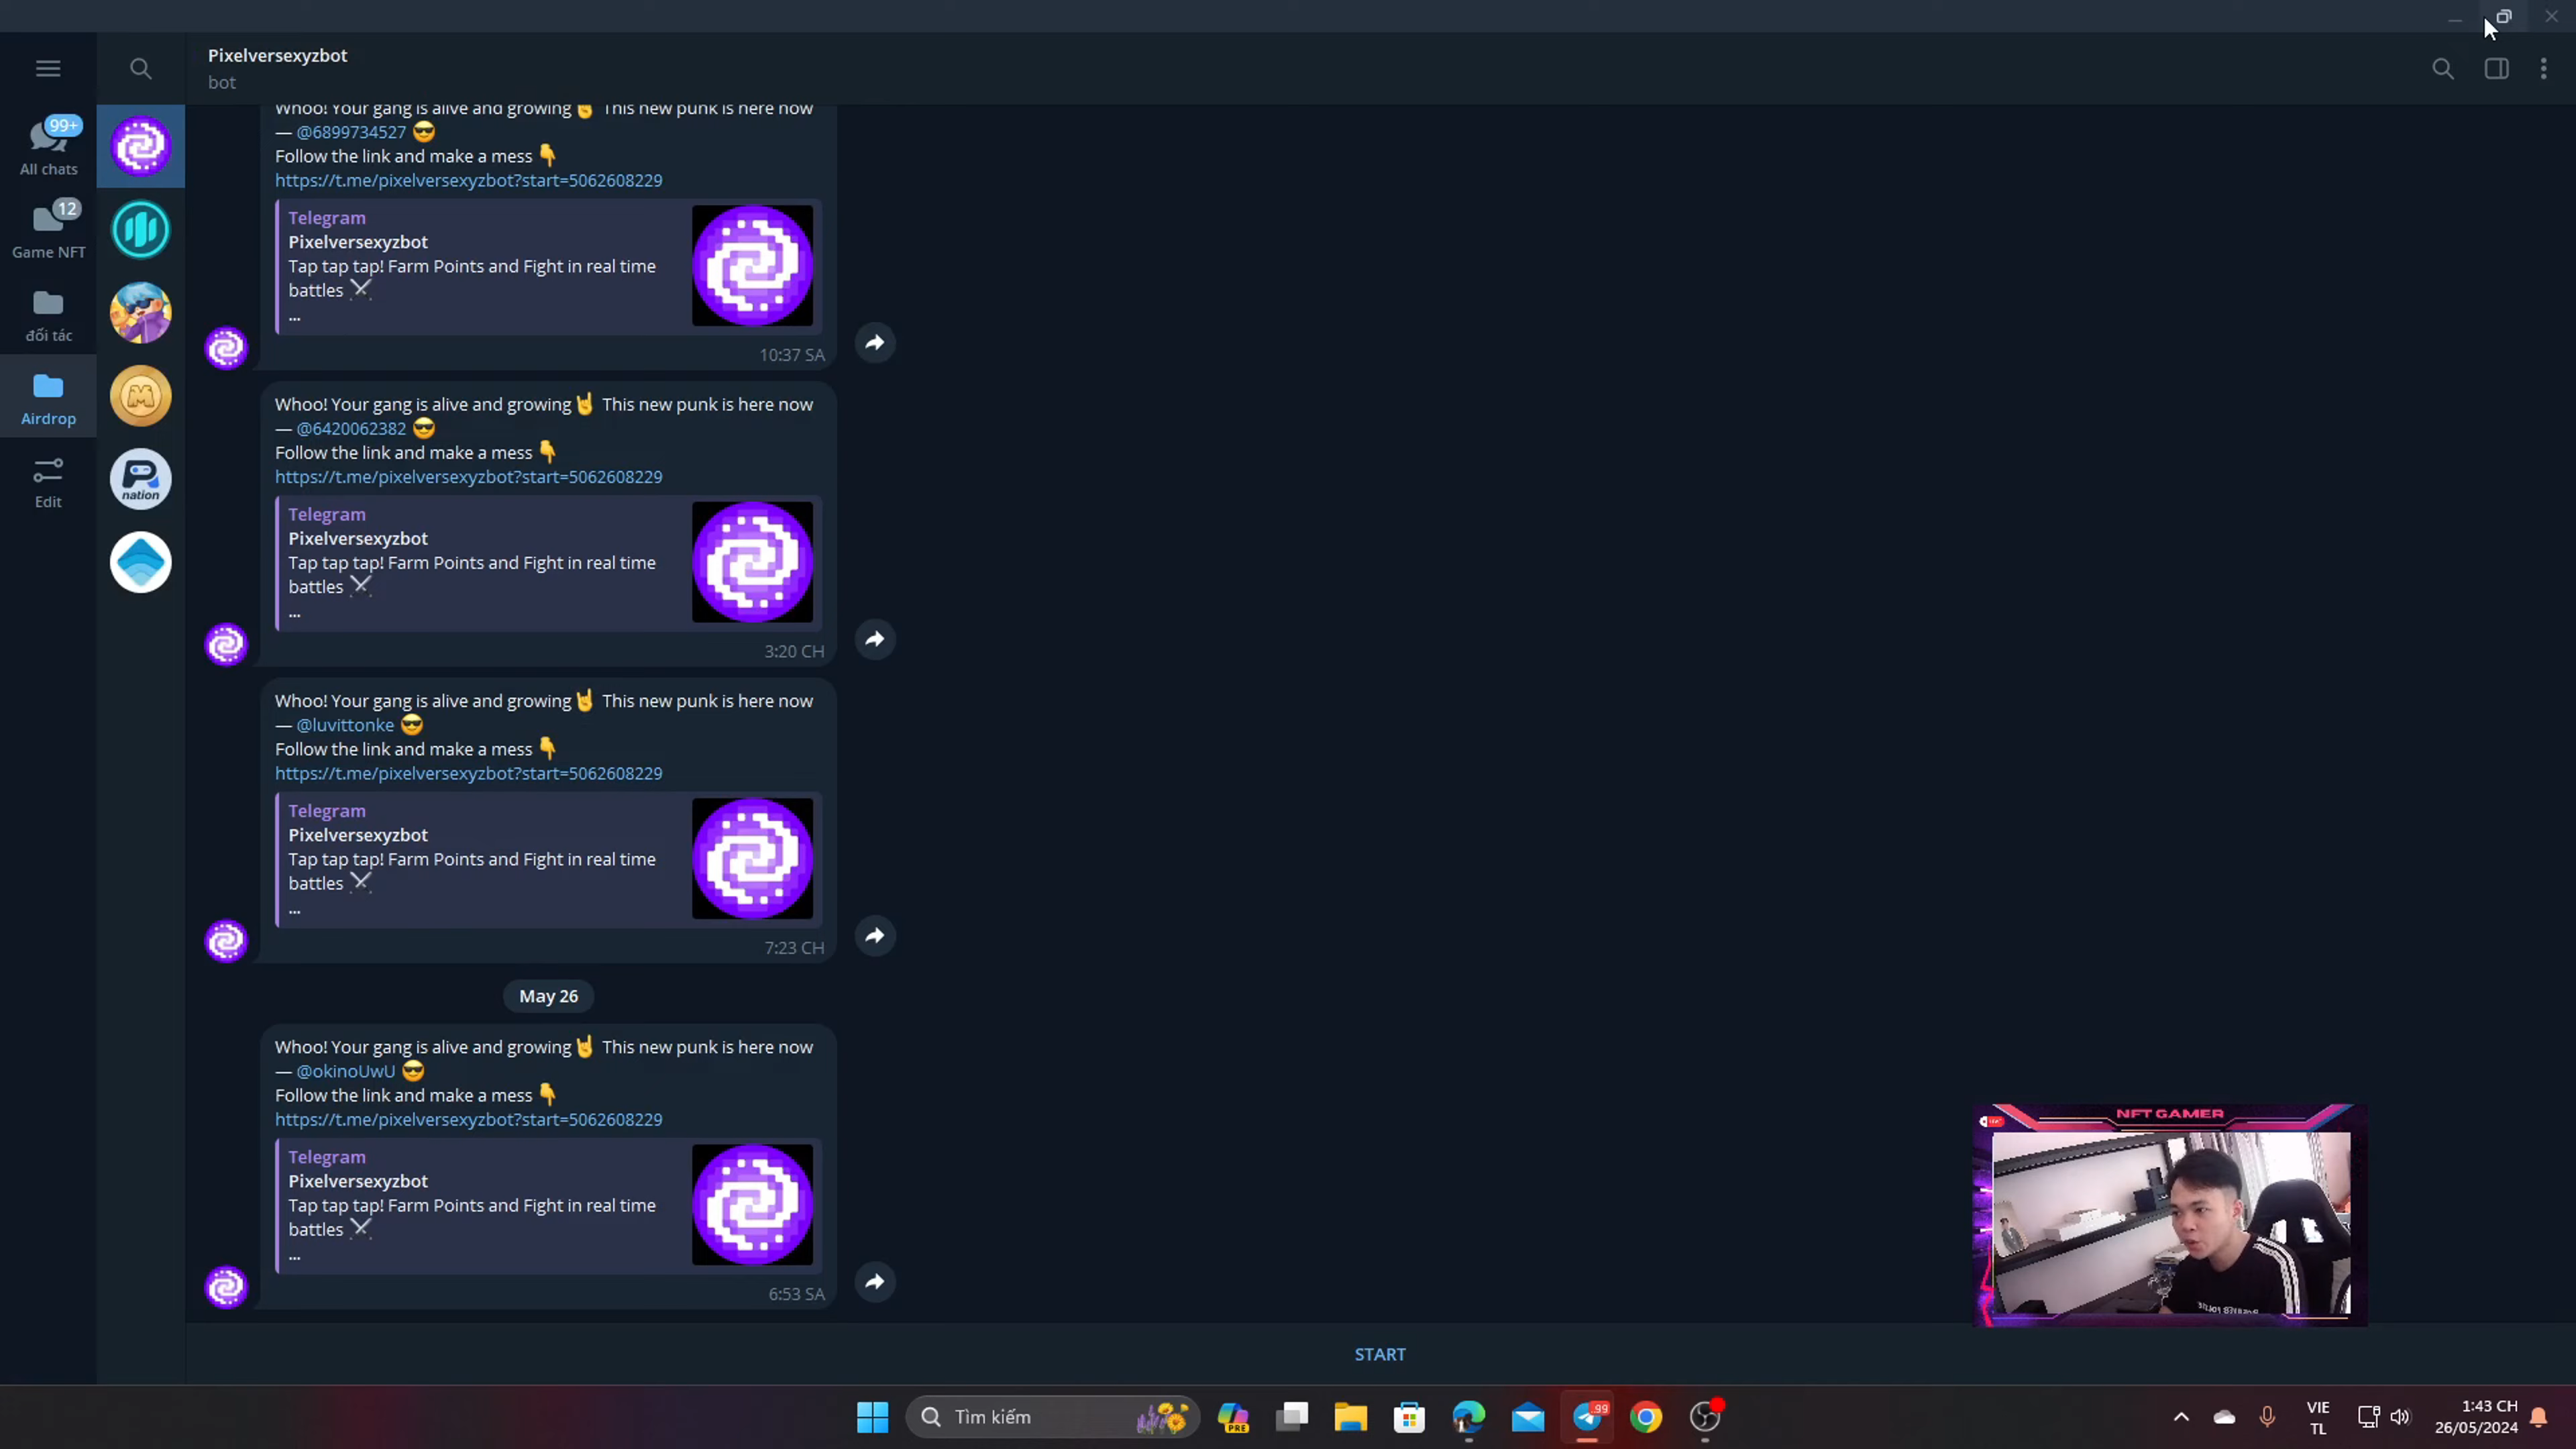 Pixelversexyzbot
bot
99+
All chats
12
Game NFT
đối tác
Airdrop
Edit
M
nation
Whoo! Your gang is alive and growing🤘 This new punk is here now
— @6899734527 😎
Follow the link and make a mess 👇
https://t.me/pixelversexyzbot?start=5062608229
Telegram
Pixelversexyzbot
Tap tap tap! Farm Points and Fight in real time
battles ⚔
...
10:37 SA
Whoo! Your gang is alive and growing🤘 This new punk is here now
— @6420062382 😎
Follow the link and make a mess 👇
https://t.me/pixelversexyzbot?start=5062608229
Telegram
Pixelversexyzbot
Tap tap tap! Farm Points and Fight in real time
battles ⚔
...
3:20 CH
Whoo! Your gang is alive and growing🤘 This new punk is here now
— @luvittonke 😎
Follow the link and make a mess 👇
https://t.me/pixelversexyzbot?start=5062608229
Telegram
Pixelversexyzbot
Tap tap tap! Farm Points and Fight in real time
battles ⚔
...
7:23 CH
May 26
Whoo! Your gang is alive and growing🤘 This new punk is here now
— @okinoUwU 😎
Follow the link and make a mess 👇
https://t.me/pixelversexyzbot?start=5062608229
Telegram
Pixelversexyzbot
Tap tap tap! Farm Points and Fight in real time
battles ⚔
...
6:53 SA
NFT GAMER
START
Tìm kiếm
PRE
99
VIE
TL
1:43 CH
26/05/2024